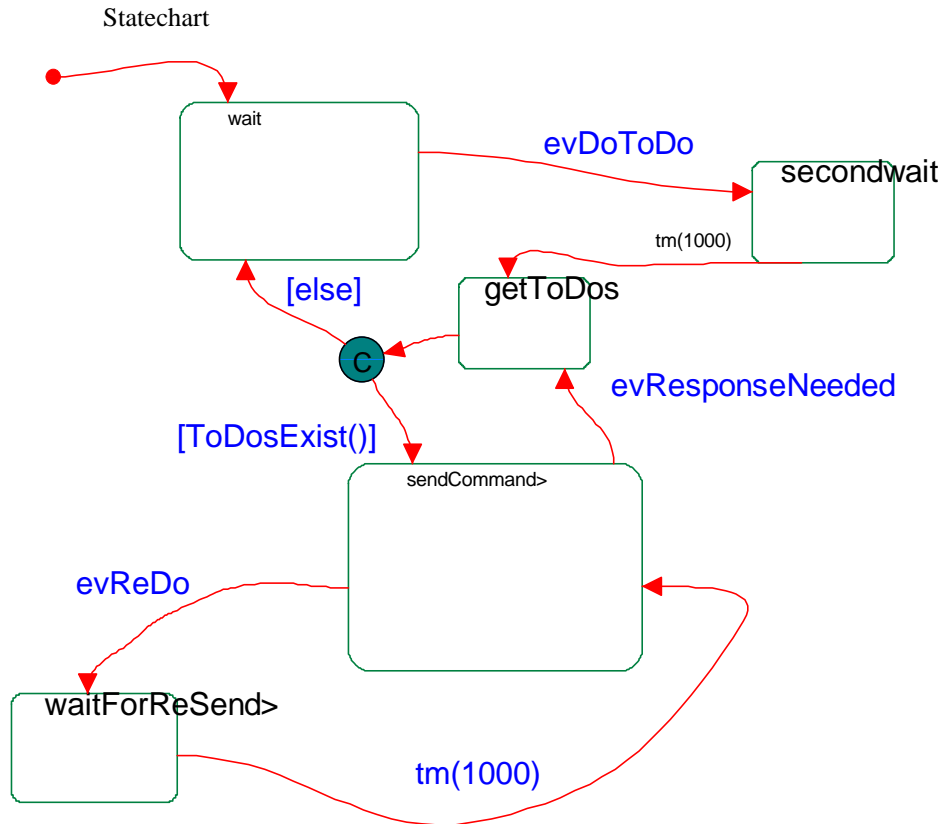 Statechart
wait
evDoToDo
secondwait
tm(1000)
[else]
getToDos
C
evResponseNeeded
[ToDosExist()]
sendCommand>
evReDo
waitForReSend>
tm(1000)